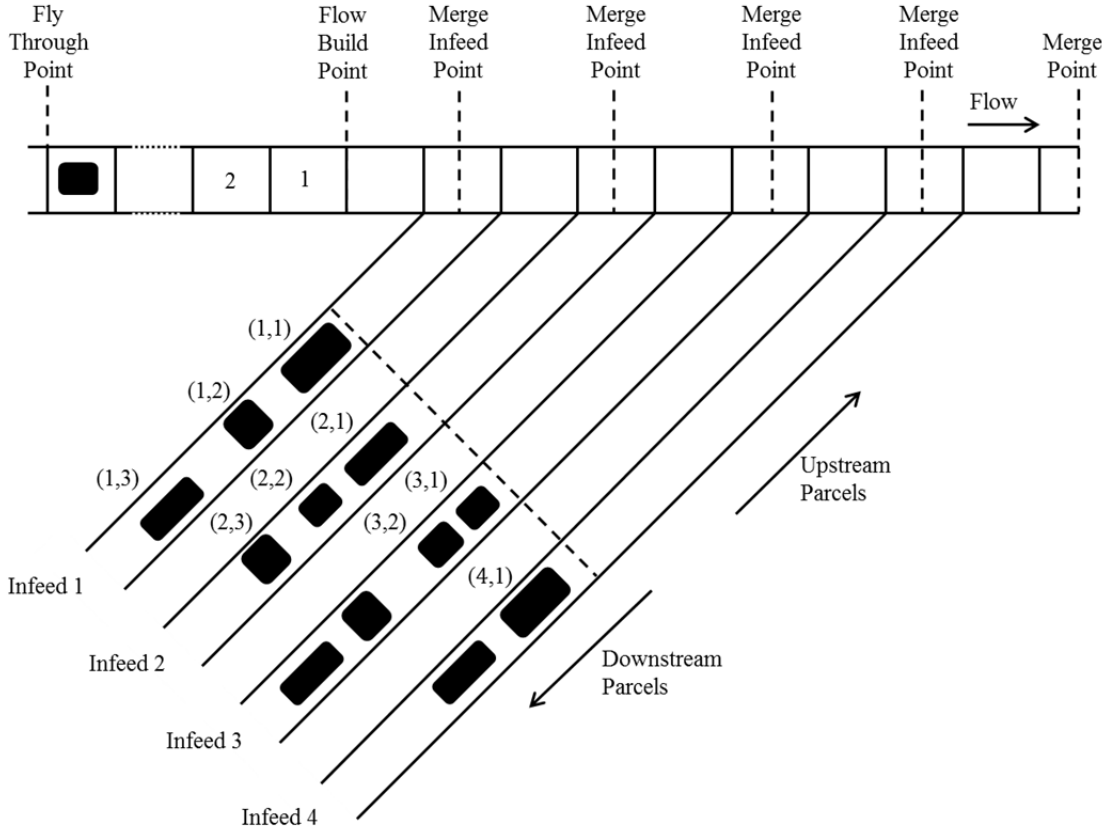 Fly
Through
Point
Flow
Build
Point
Merge
Infeed
Point
Merge
Infeed
Point
Merge
Infeed
Point
Merge
Infeed
Point
Merge
Point
Flow
2
1
(1,1)
(1,2)
(1,3)
(2,1)
(2,2)
(2,3)
(3,1)
(3,2)
(4,1)
Upstream
Parcels
Downstream
Parcels
Infeed 1
Infeed 2
Infeed 3
Infeed 4